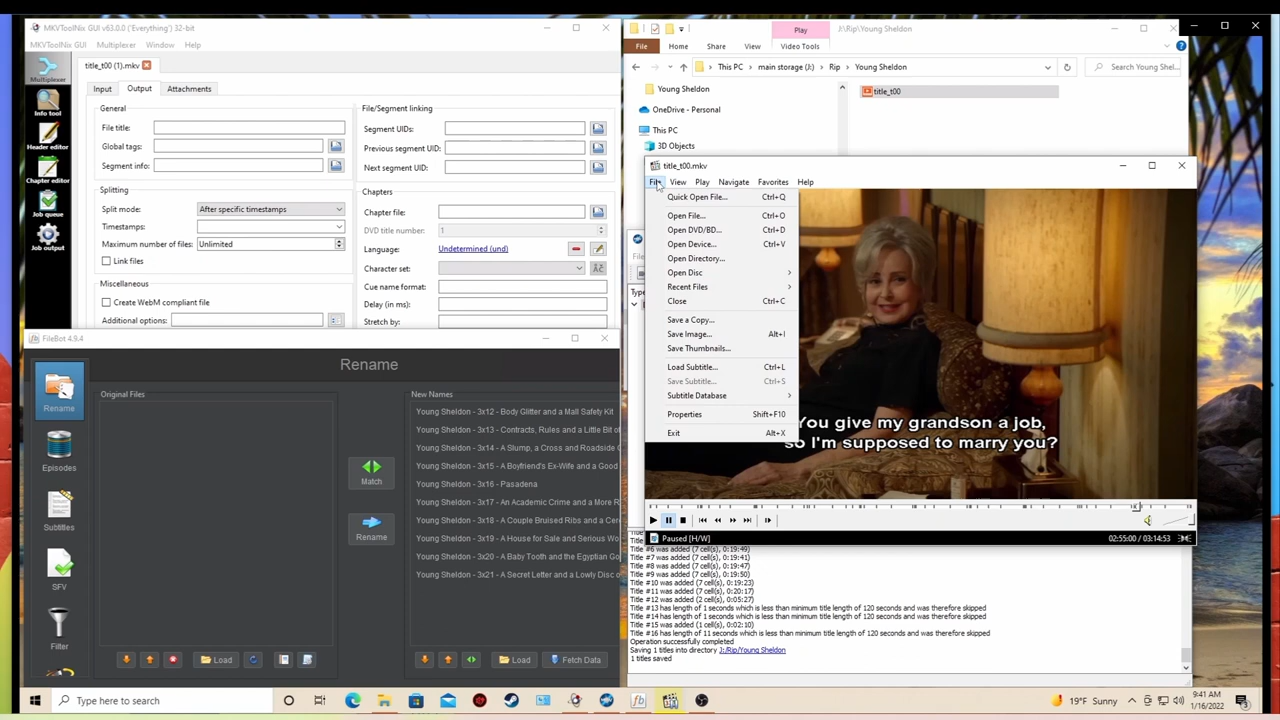 MKVToolNix GUI v63.0.0 ('Everything') 32-bit
MKVToolNix GUI Multiplexer Window Help
title_t00 (1).mkv
Multiplexer
Info tool
Header editor
Chapter editor
Job queue
Job output
Input Output Attachments
General
File title:
Global tags:
Segment info:
Splitting
Split mode: After specific timestamps
Timestamps:
Maximum number of files: Unlimited
Link files
Miscellaneous
Create WebM compliant file
Additional options:
File/Segment linking
Segment UIDs:
Previous segment UID:
Next segment UID:
Chapters
Chapter file:
DVD title number: 1
Language: Undetermined (und)
Character set:
Cue name format:
Delay (in ms):
Stretch by:
Play
J:\Rip\Young Sheldon
File Home Share View Video Tools
This PC > main storage (J:) > Rip > Young Sheldon
Search Young Shel...
Young Sheldon
OneDrive - Personal
This PC
3D Objects
title_t00
title_t00.mkv
File View Play Navigate Favorites Help
Quick Open File... Ctrl+Q
Open File... Ctrl+O
Open DVD/BD... Ctrl+D
Open Device... Ctrl+V
Open Directory...
Open Disc
Recent Files
Close Ctrl+C
Save a Copy...
Save Image... Alt+I
Save Thumbnails...
Load Subtitle... Ctrl+L
Save Subtitle... Ctrl+S
Subtitle Database
Properties Shift+F10
Exit Alt+X
You give my grandson a job,
so I'm supposed to marry you?
Paused [H/W] 02:55:00 / 03:14:53
FileBot 4.9.4
Rename
Rename
Episodes
Subtitles
SFV
Filter
Original Files
Match
Rename
Load
New Names
Young Sheldon - 3x12 - Body Glitter and a Mall Safety Kit
Young Sheldon - 3x13 - Contracts, Rules and a Little Bit of
Young Sheldon - 3x14 - A Slump, a Cross and Roadside
Young Sheldon - 3x15 - A Boyfriend's Ex-Wife and a Good
Young Sheldon - 3x16 - Pasadena
Young Sheldon - 3x17 - An Academic Crime and a More
Young Sheldon - 3x18 - A Couple Bruised Ribs and a Cer
Young Sheldon - 3x19 - A House for Sale and Serious Wo
Young Sheldon - 3x20 - A Baby Tooth and the Egyptian Go
Young Sheldon - 3x21 - A Secret Letter and a Lowly Disc o
Load
Fetch Data
Title #6 was added (7 cell(s), 0:19:49)
Title #7 was added (7 cell(s), 0:19:41)
Title #8 was added (7 cell(s), 0:19:47)
Title #9 was added (7 cell(s), 0:19:50)
Title #10 was added (7 cell(s), 0:19:23)
Title #11 was added (7 cell(s), 0:20:17)
Title #12 was added (2 cell(s), 0:05:27)
Title #13 has length of 1 seconds which is less than minimum title length of 120 seconds and was therefore skipped
Title #14 has length of 1 seconds which is less than minimum title length of 120 seconds and was therefore skipped
Title #15 was added (1 cell(s), 0:02:10)
Title #16 has length of 11 seconds which is less than minimum title length of 120 seconds and was therefore skipped
Operation successfully completed
Saving 1 titles into directory J:/Rip/Young Sheldon
1 titles saved
Type here to search
19°F Sunny
9:41 AM
1/16/2022